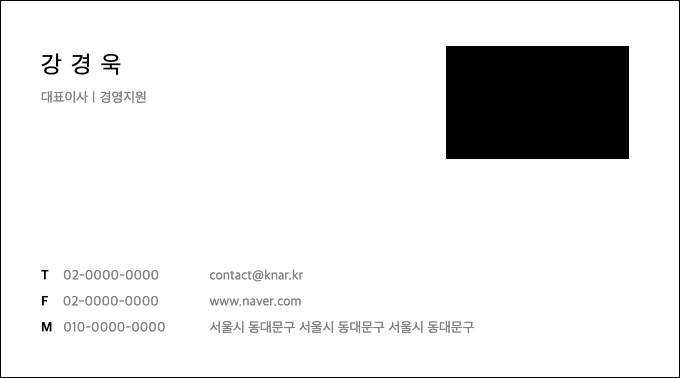 강 경 욱
대표이사 | 경영지원
T 02-0000-0000 contact@knar.kr
F 02-0000-0000 www.naver.com
M 010-0000-0000 서울시 동대문구 서울시 동대문구 서울시 동대문구